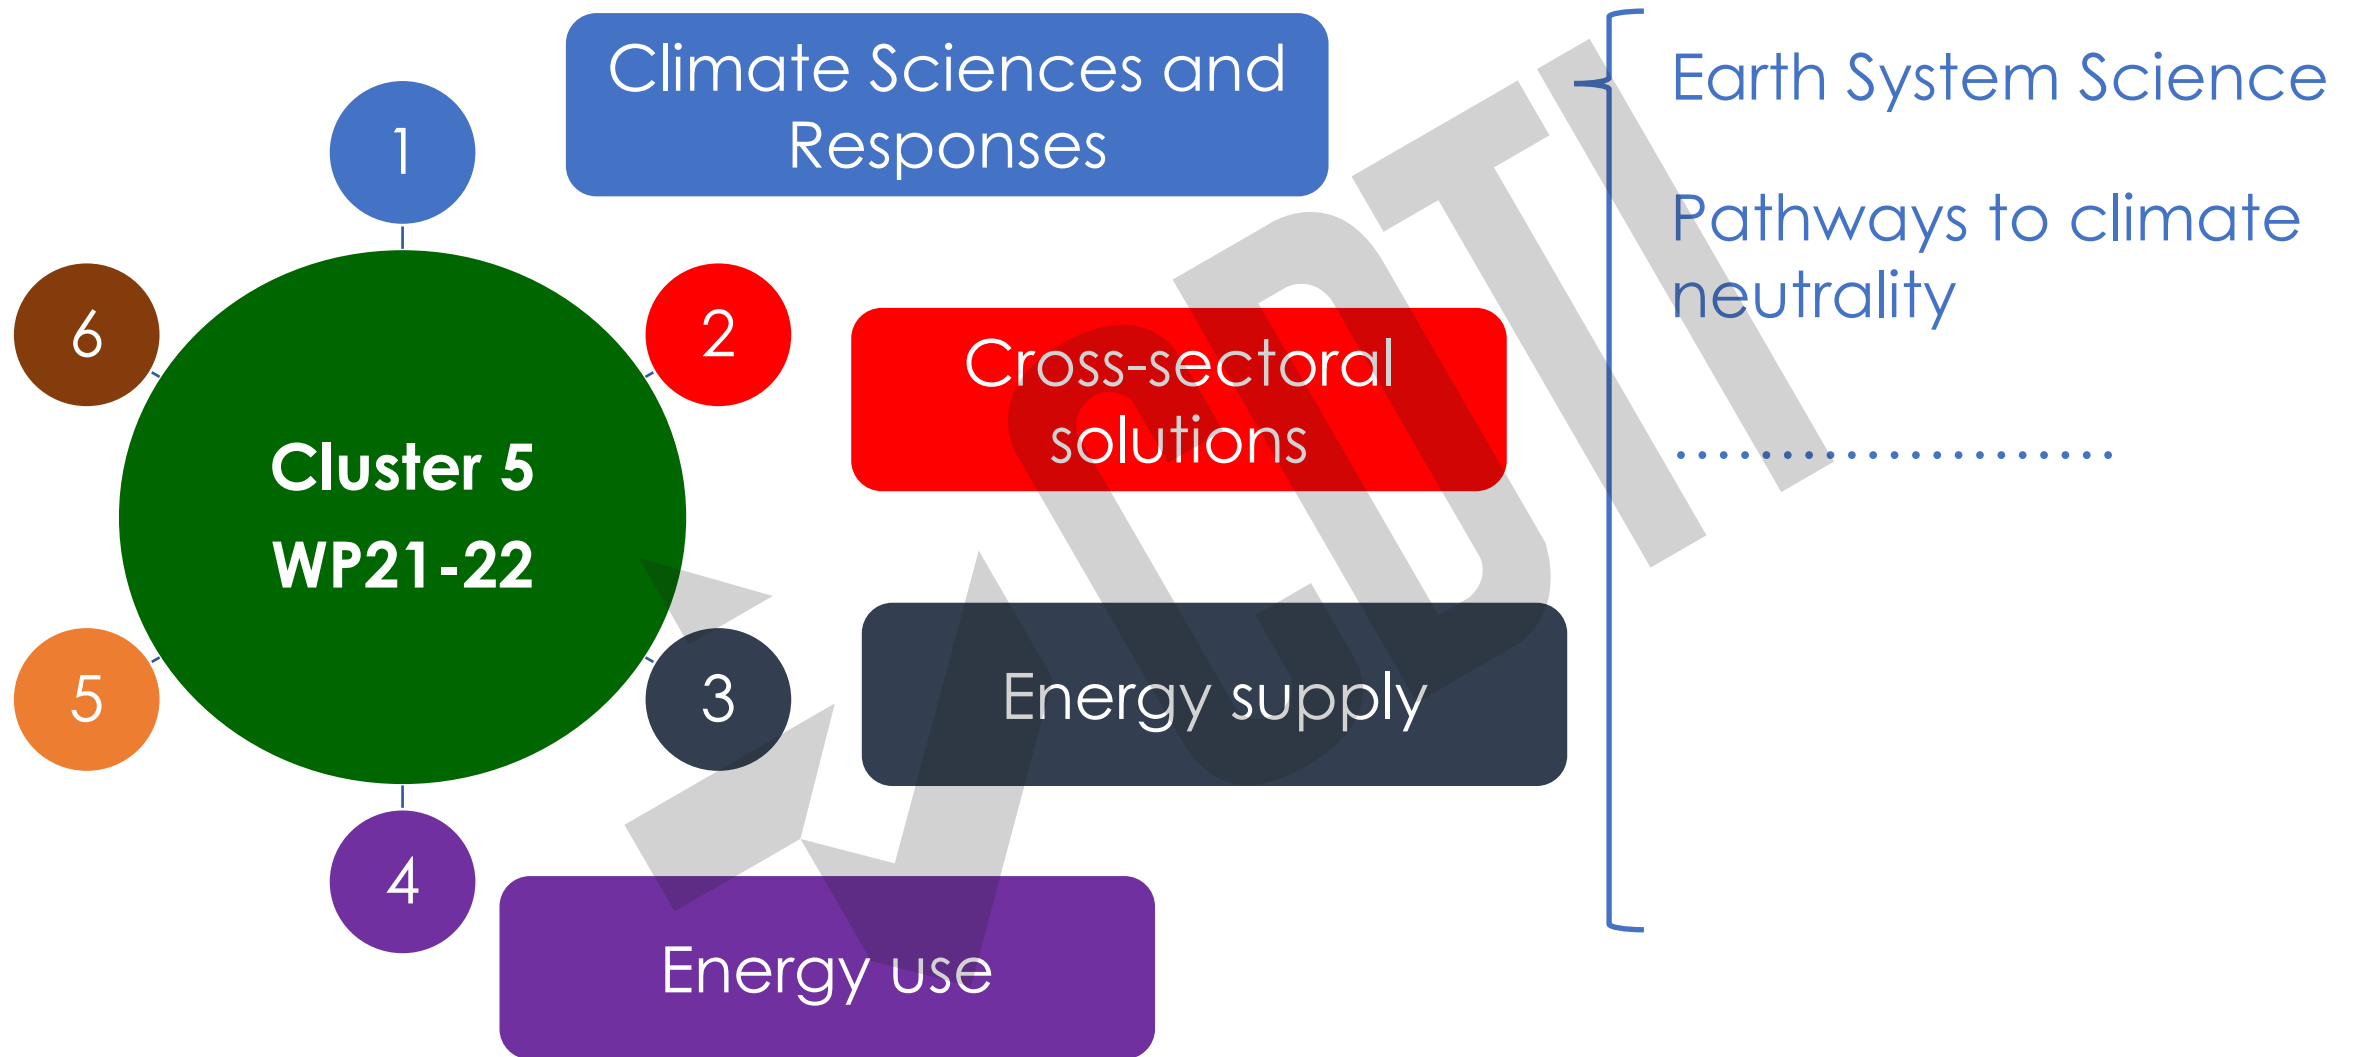 1
Climate Sciences and
Responses
2
Cross-sectoral
solutions
3
Energy supply
4
Energy use
5
6
Cluster 5
WP21-22
Earth System Science
Pathways to climate
neutrality
.....................
CDTI